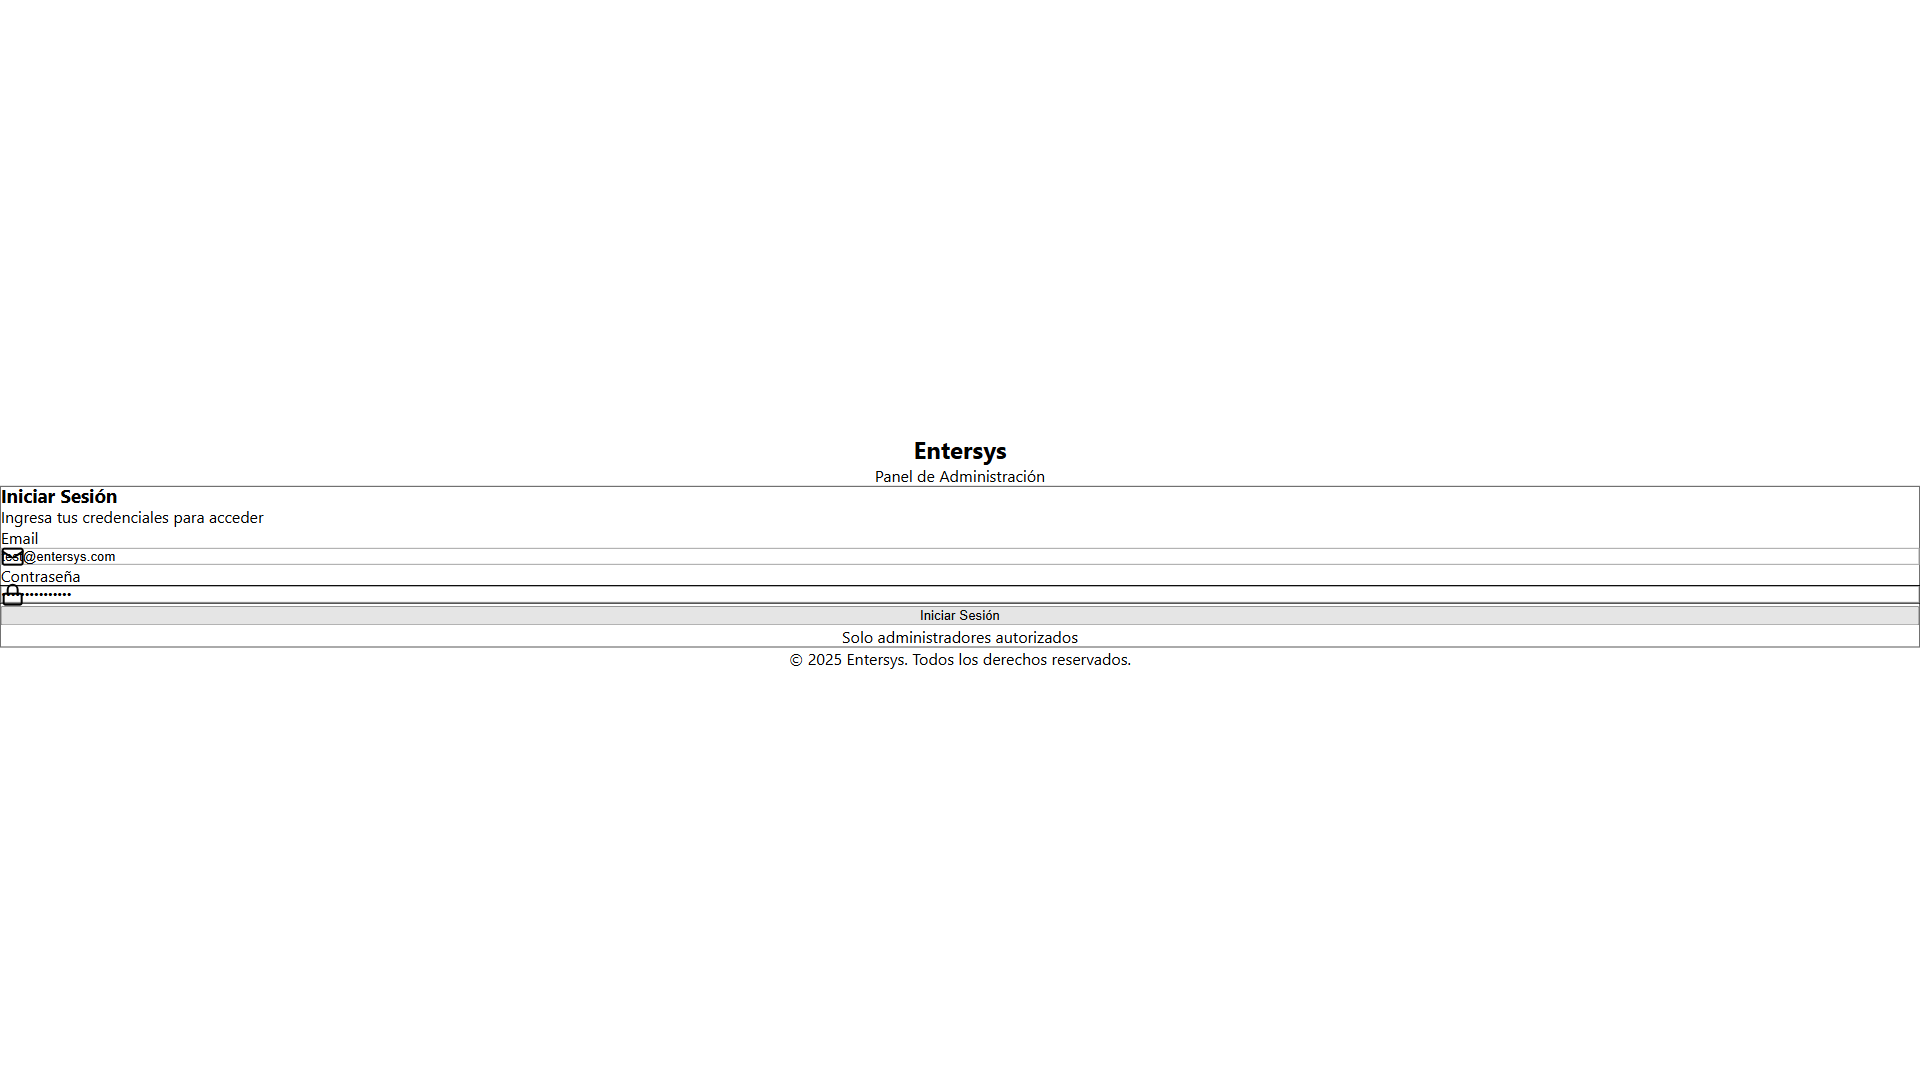 Entersys
Panel de Administración
Iniciar Sesión
Ingresa tus credenciales para acceder
Email
test@entersys.com
Contraseña
Iniciar Sesión
Solo administradores autorizados
© 2025 Entersys. Todos los derechos reservados.